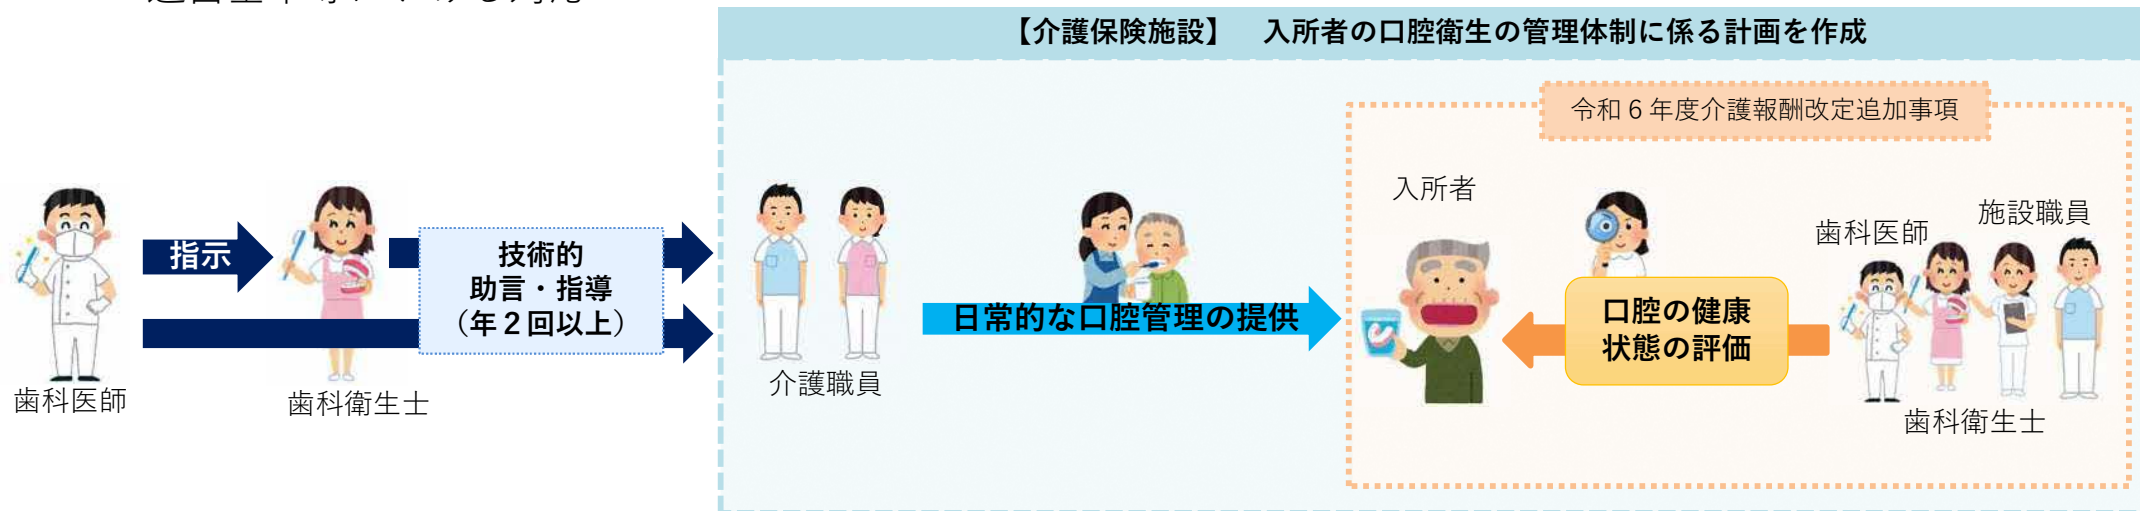 【介護保険施設】　入所者の口腔衛生の管理体制に係る計画を作成
令和６年度介護報酬改定追加事項
指示
技術的
助言・指導
（年２回以上）
歯科医師
歯科衛生士
介護職員
日常的な口腔管理の提供
入所者
口腔の健康
状態の評価
歯科医師
施設職員
歯科衛生士